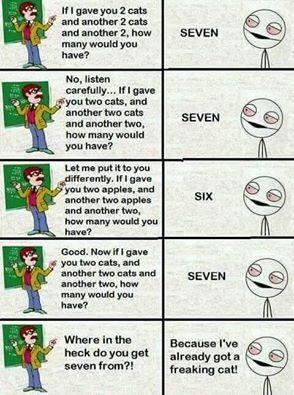 If I gave you 2 cats
and another 2 cats
and another 2, how
many would you
have?
SEVEN
No, listen
carefully... If I gave
you two cats, and
another two cats
and another two,
how many would
you have?
SEVEN
Let me put it to you
differently. If I gave
you two apples, and
another two apples
and another two,
how many would you
have?
SIX
Good. Now if I gave
you two cats, and
another two cats and
another two, how
many would you
have?
SEVEN
Where in the
heck do you get
seven from?!
Because I've
already got a
freaking cat!